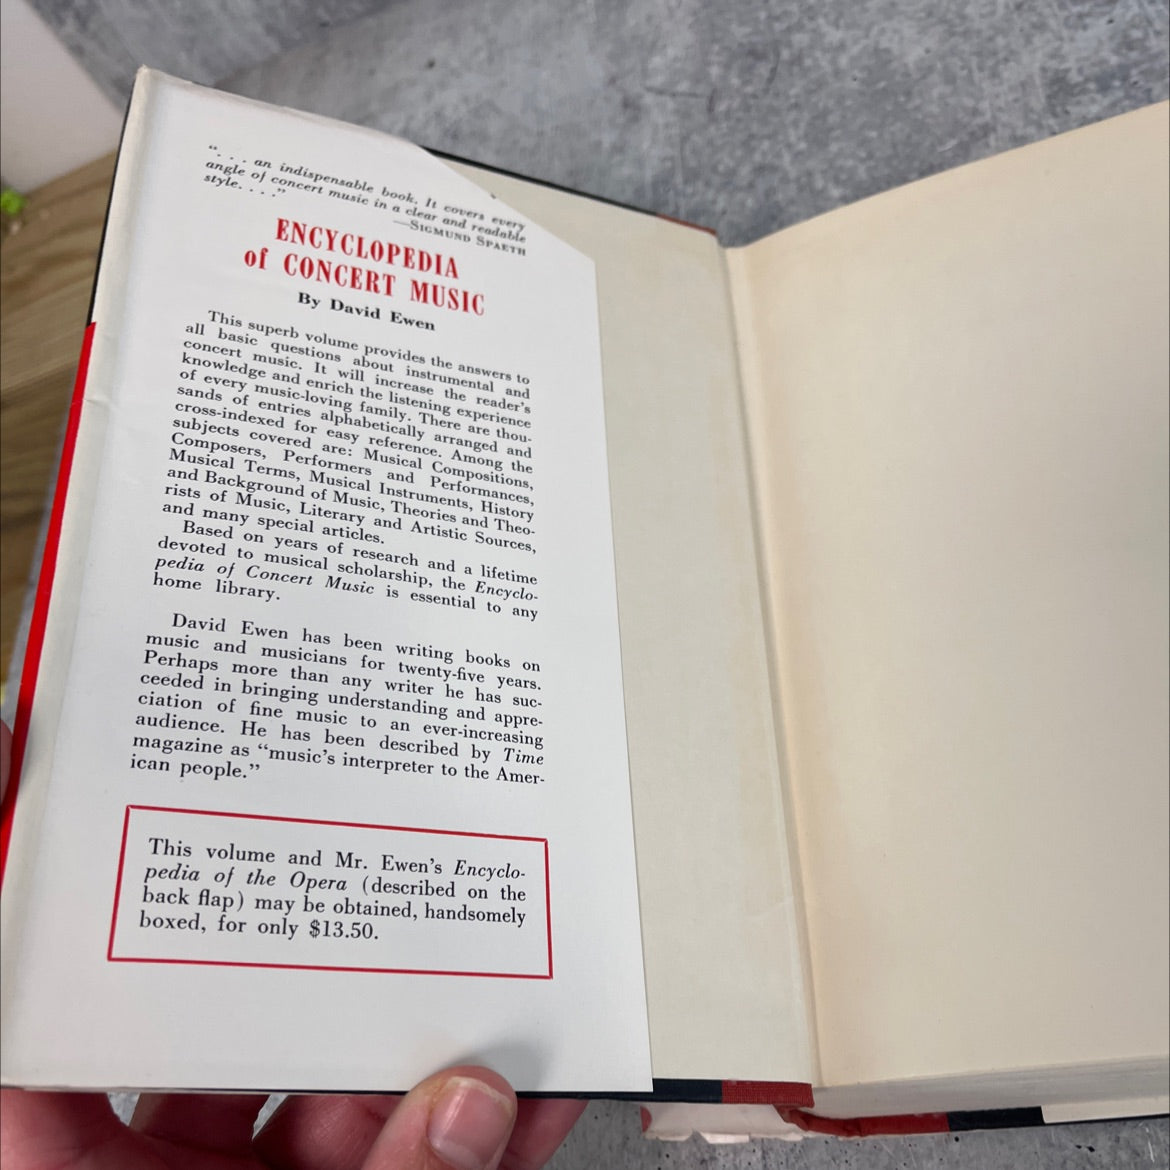 “. . . an indispensable book. It covers every
angle of concert music in a clear and readable
style. . . .”
—Sigmund Spaeth
ENCYCLOPEDIA
of CONCERT MUSIC
By David Ewen
This superb volume provides the answers to
all basic questions about instrumental and
concert music. It will increase the reader’s
knowledge and enrich the listening experience
of every music-loving family. There are thou-
sands of entries alphabetically arranged and
cross-indexed for easy reference. Among the
subjects covered are: Musical Compositions,
Composers, Performers and Performances,
Musical Terms, Musical Instruments, History
and Background of Music, Theories and Theo-
rists of Music, Literary and Artistic Sources,
and many special articles.
Based on years of research and a lifetime
devoted to musical scholarship, the Encyclo-
pedia of Concert Music is essential to any
home library.
David Ewen has been writing books on
music and musicians for twenty-five years.
Perhaps more than any writer he has suc-
ceeded in bringing understanding and appre-
ciation of fine music to an ever-increasing
audience. He has been described by Time
magazine as “music’s interpreter to the Amer-
ican people.”
This volume and Mr. Ewen’s Encyclo-
pedia of the Opera (described on the
back flap) may be obtained, handsomely
boxed, for only $13.50.